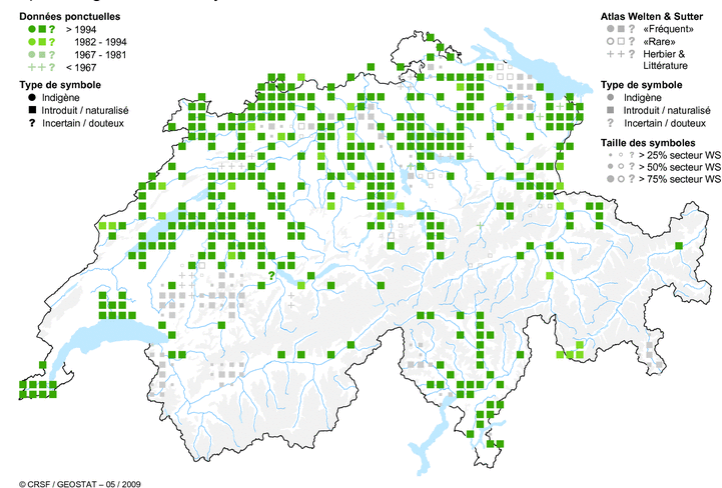 Données ponctuelles
> 1994
1982 - 1994
1967 - 1981
< 1967
Type de symbole
Indigène
Introduit / naturalisé
? Incertain / douteux
Atlas Welten & Sutter
«Fréquent»
«Rare»
Herbier &
Littérature
Type de symbole
Indigène
Introduit / naturalisé
? Incertain / douteux
Taille des symboles
> 25% secteur WS
> 50% secteur WS
> 75% secteur WS
?
© CRSF / GEOSTAT – 05 / 2009